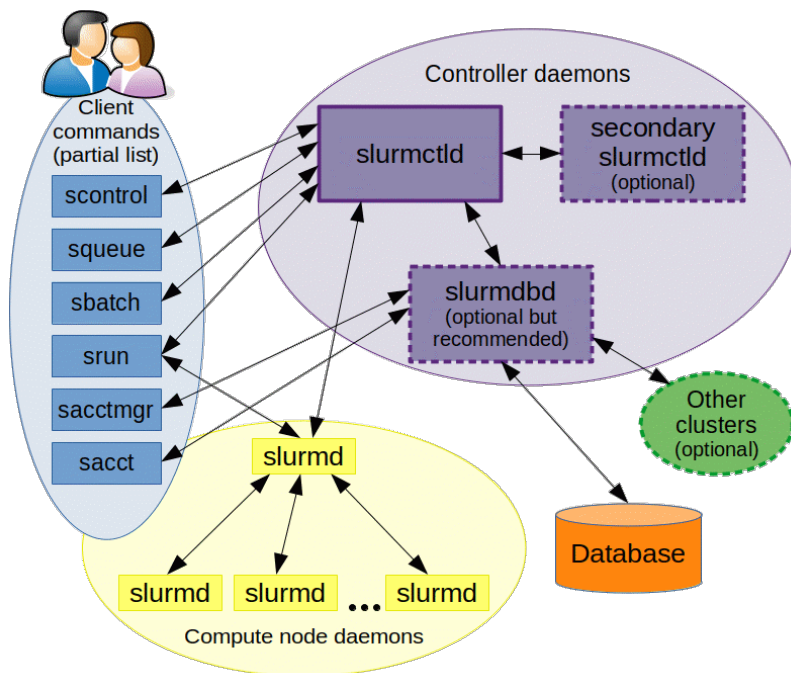 Client
commands
(partial list)
scontrol
squeue
sbatch
srun
sacctmgr
sacct
Controller daemons
slurmctld
secondary
slurmctld
(optional)
slurmdbd
(optional but
recommended)
Other
clusters
(optional)
Database
slurmd
slurmd
slurmd
slurmd
Compute node daemons